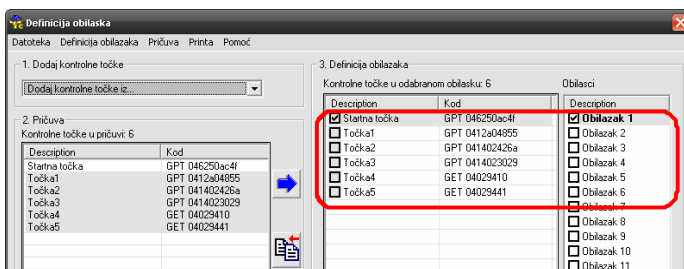 Definicija obilaska
Datoteka Definicija obilazaka Pričuva Printa Pomoć
1. Dodaj kontrolne točke
Dodaj kontrolne točke iz...
2. Pričuva
Kontrolne točke u pričuvi: 6
Description Kod
Startna točka GPT 046250ac4f
Točka1 GPT 0412a04855
Točka2 GPT 041402426a
Točka3 GPT 0414023029
Točka4 GET 04029410
Točka5 GET 04029441
3. Definicija obilazaka
Kontrolne točke u odabranom obilasku: 6
Description Kod
Startna točka GPT 046250ac4f
Točka1 GPT 0412a04855
Točka2 GPT 041402426a
Točka3 GPT 0414023029
Točka4 GET 04029410
Točka5 GET 04029441
Obilasci
Description
Obilazak 1
Obilazak 2
Obilazak 3
Obilazak 4
Obilazak 5
Obilazak 6
Obilazak 7
Obilazak 8
Obilazak 9
Obilazak 10
Obilazak 11